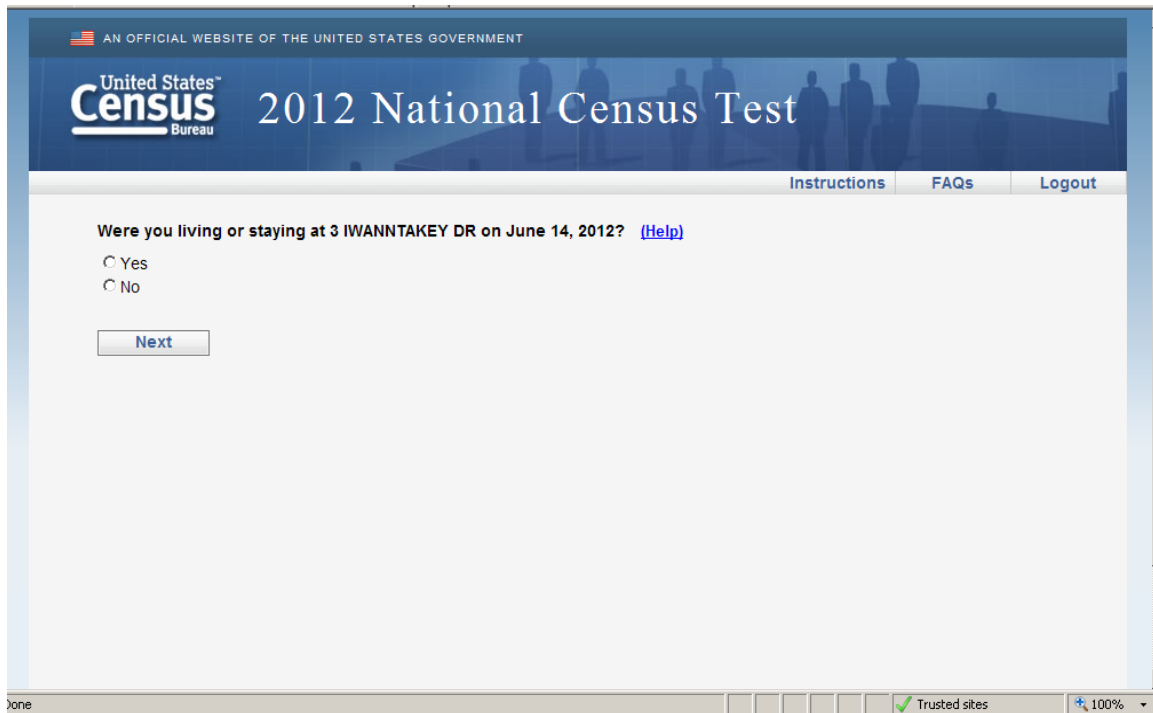 AN OFFICIAL WEBSITE OF THE UNITED STATES GOVERNMENT
United States™
Census
Bureau
2012 National Census Test
Instructions FAQs Logout
Were you living or staying at 3 IWANNTAKEY DR on June 14, 2012? (Help)
Yes
No
Next
Done Trusted sites 100%